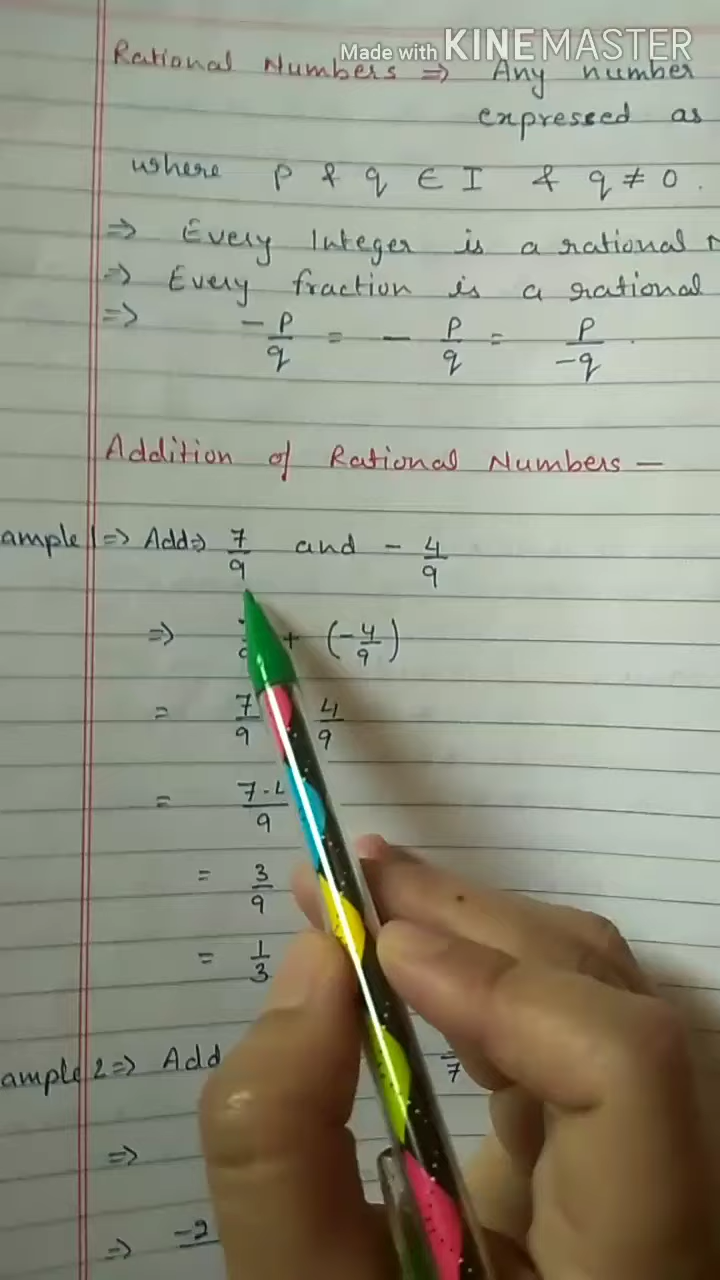 Made with KINEMASTER
Rational Numbers ⇒ Any number
expressed as
where p & q ∈ I & q ≠ 0.
⇒ Every Integer is a rational
⇒ Every fraction is a rational
⇒ -p/q = - p/q = p/-q.
Addition of Rational Numbers —
ample 1 ⇒ Add ⇒ 7/9 and - 4/9
⇒ + (-4/9)
= 7/9 4/9
= 7-/9
= 3/9
= 1/3
ample 2 ⇒ Add 7
⇒
⇒ -2